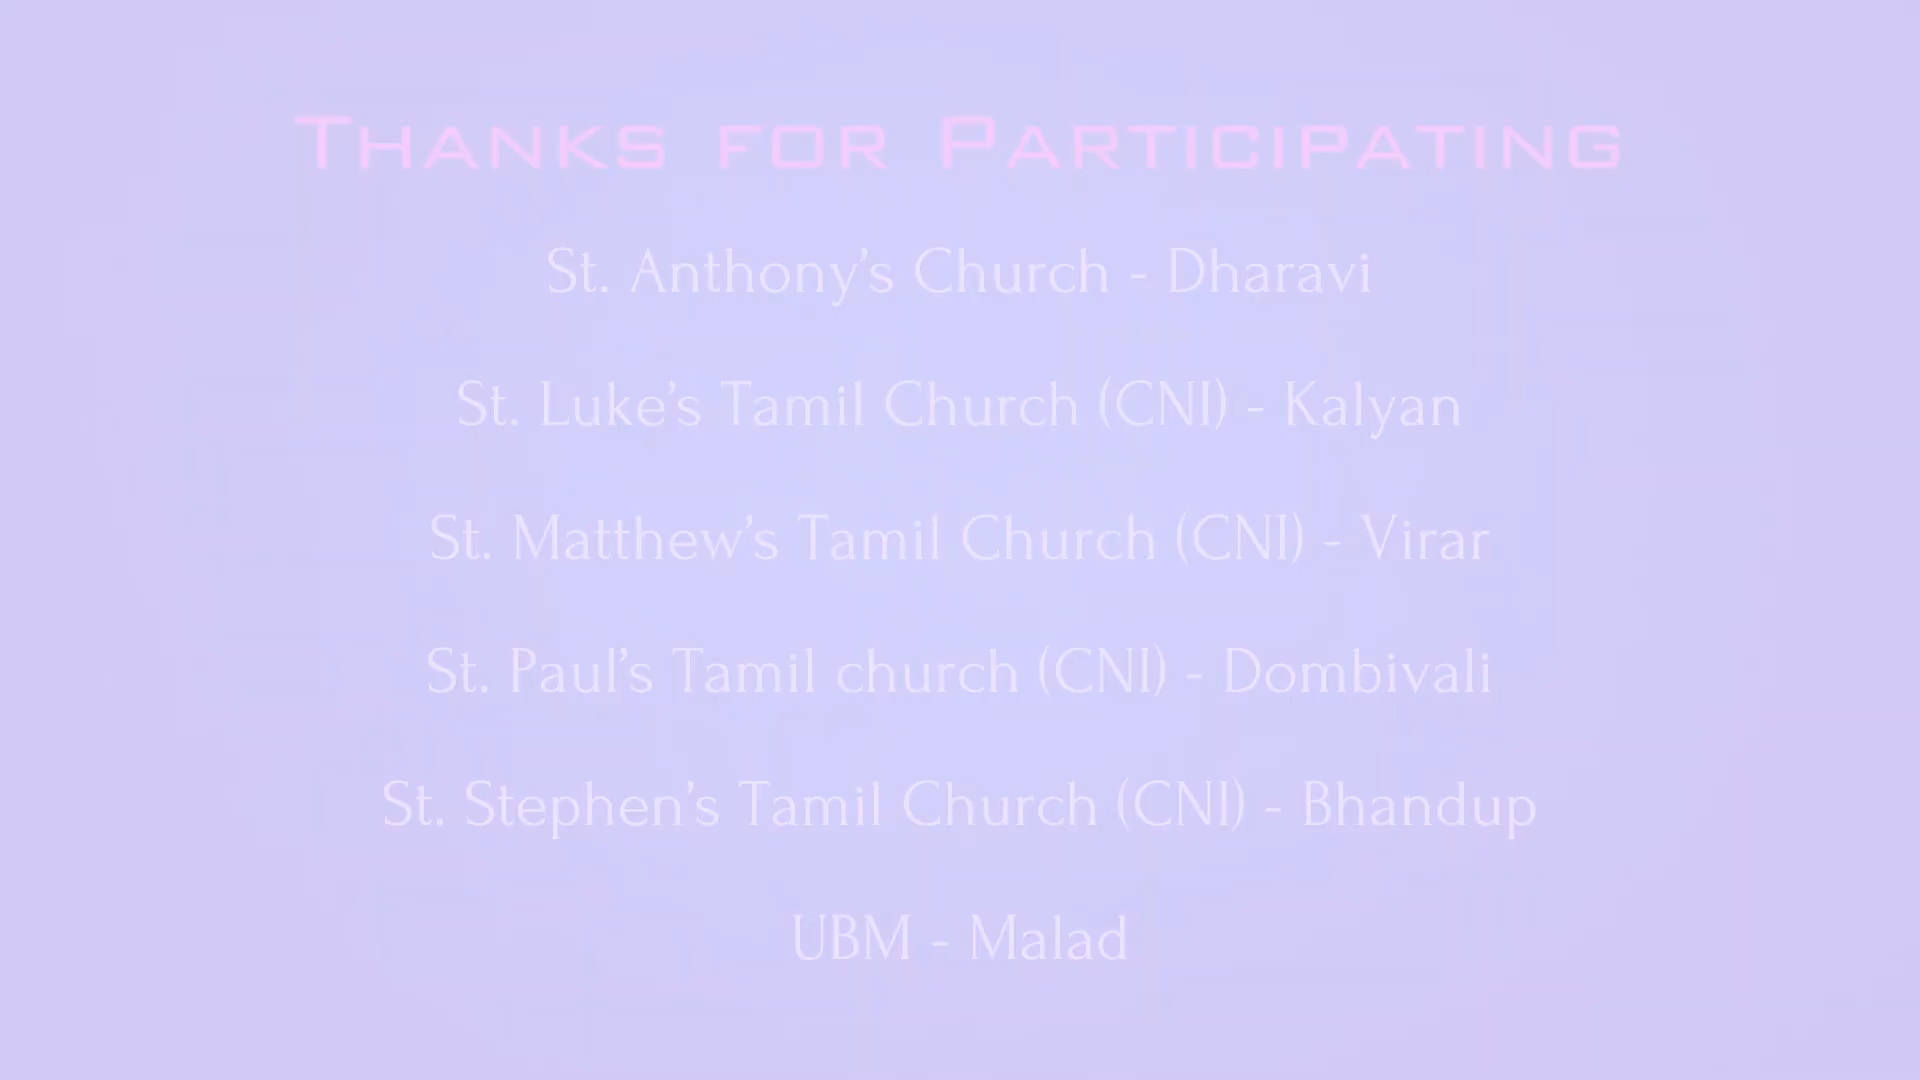 Thanks for Participating
St. Anthony’s Church - Dharavi
St. Luke’s Tamil Church (CNI) - Kalyan
St. Matthew’s Tamil Church (CNI) - Virar
St. Paul’s Tamil church (CNI) - Dombivali
St. Stephen’s Tamil Church (CNI) - Bhandup
UBM - Malad